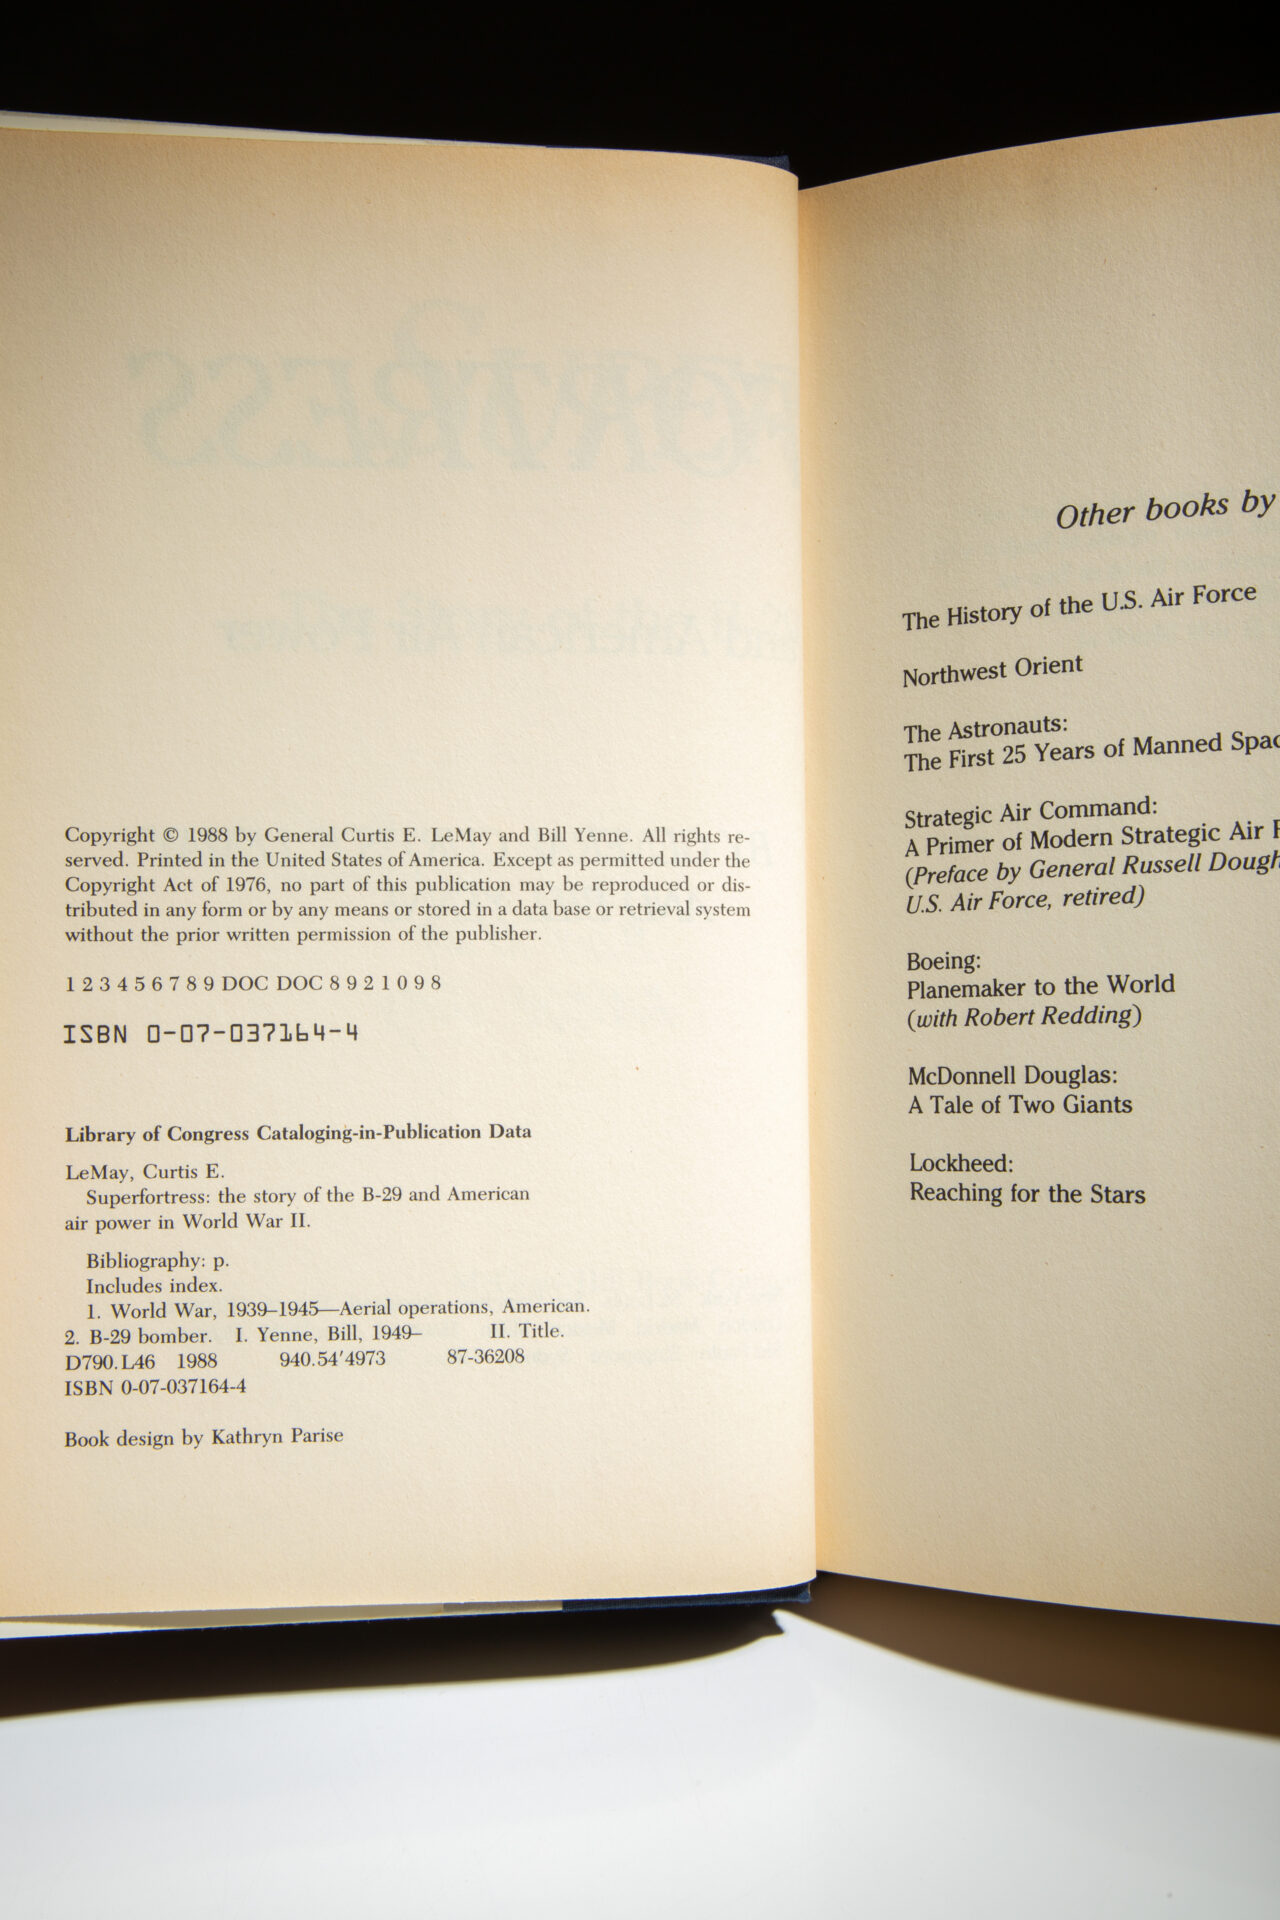 Copyright © 1988 by General Curtis E. LeMay and Bill Yenne. All rights re-
served. Printed in the United States of America. Except as permitted under the
Copyright Act of 1976, no part of this publication may be reproduced or dis-
tributed in any form or by any means or stored in a data base or retrieval system
without the prior written permission of the publisher.
1 2 3 4 5 6 7 8 9 DOC DOC 8 9 2 1 0 9 8
ISBN 0-07-037164-4
Library of Congress Cataloging-in-Publication Data
LeMay, Curtis E.
Superfortress: the story of the B-29 and American
air power in World War II.
Bibliography: p.
Includes index.
1. World War, 1939–1945—Aerial operations, American.
2. B-29 bomber. I. Yenne, Bill, 1949– II. Title.
D790.L46 1988 940.54′4973 87-36208
ISBN 0-07-037164-4
Book design by Kathryn Parise
Other books by
The History of the U.S. Air Force
Northwest Orient
The Astronauts:
The First 25 Years of Manned
Strategic Air Command:
A Primer of Modern Strategic Air
(Preface by General Russell
U.S. Air Force, retired)
Boeing:
Planemaker to the World
(with Robert Redding)
McDonnell Douglas:
A Tale of Two Giants
Lockheed:
Reaching for the Stars